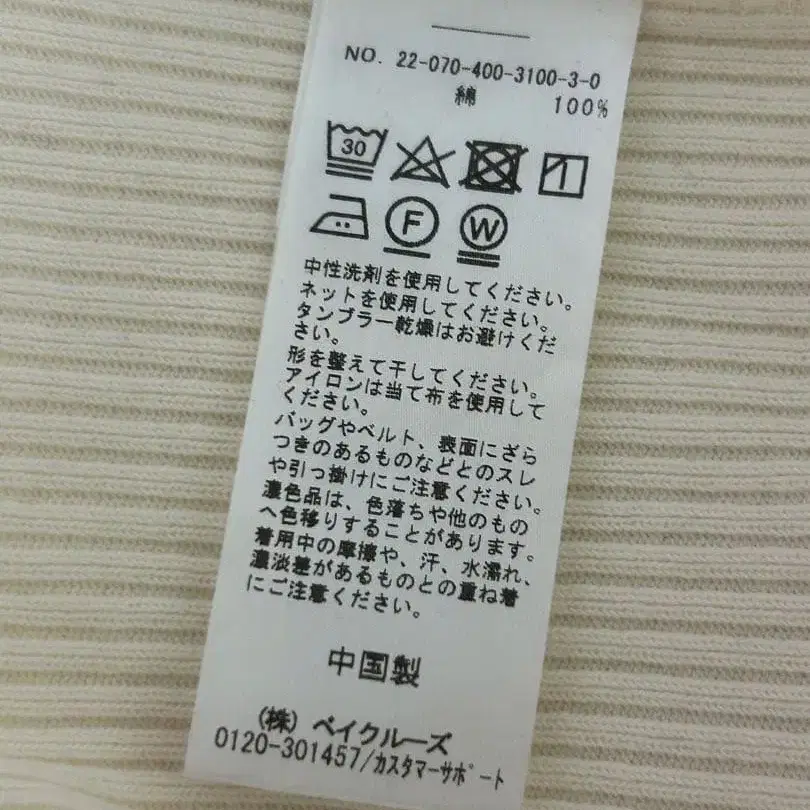 NO. 22-070-400-3100-3-0
綿 100%
30
F W
中性洗剤を使用してください。
ネットを使用してください。
タンブラー乾燥はお避けくだ
さい。
形を整えて干してください。
アイロンは当て布を使用して
ください。
バッグやベルト、表面にざら
つきのあるものなどとのスレ
や引っ掛けにご注意ください。
濃色品は、色落ちや他のもの
へ色移りすることがあります。
着用中の摩擦や、汗、水濡れ、
濃淡差があるものとの重ね着
にご注意ください。
中国製
(株) ベイクルーズ
0120-301457/カスタマーサポート